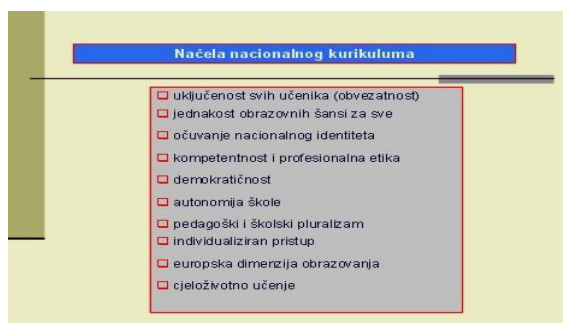 Načela nacionalnog kurikuluma
uključenost svih učenika (obvezatnost)
jednakost obrazovnih šansi za sve
očuvanje nacionalnog identiteta
kompetentnost i profesionalna etika
demokratičnost
autonomija škole
pedagoški i školski pluralizam
individualiziran pristup
europska dimenzija obrazovanja
cjeloživotno učenje